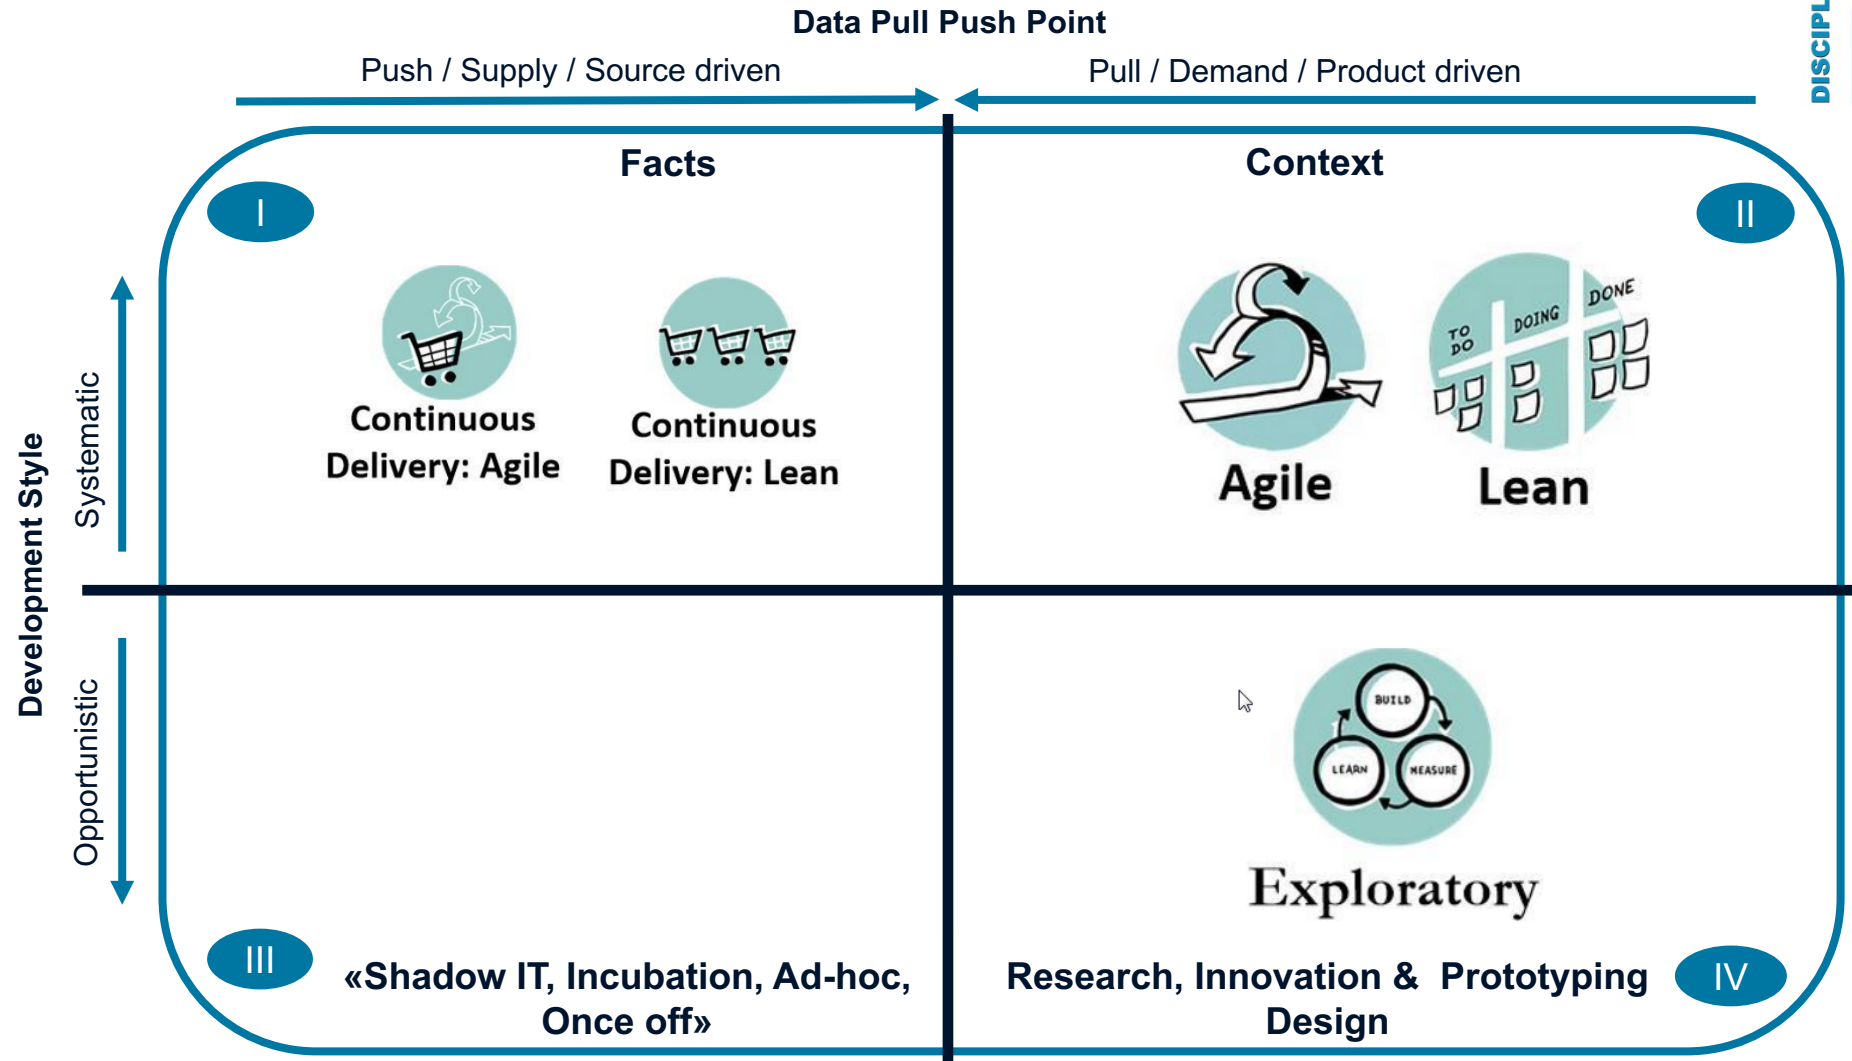 Data Pull Push Point
Push / Supply / Source driven
Pull / Demand / Product driven
DISCIPL
Facts
Context
I
II
Development Style
Systematic
Opportunistic
Continuous
Delivery: Agile
Continuous
Delivery: Lean
Agile
TO
DO
DOING
DONE
Lean
BUILD
LEARN
MEASURE
Exploratory
III
«Shadow IT, Incubation, Ad-hoc,
Once off»
Research, Innovation & Prototyping
Design
IV